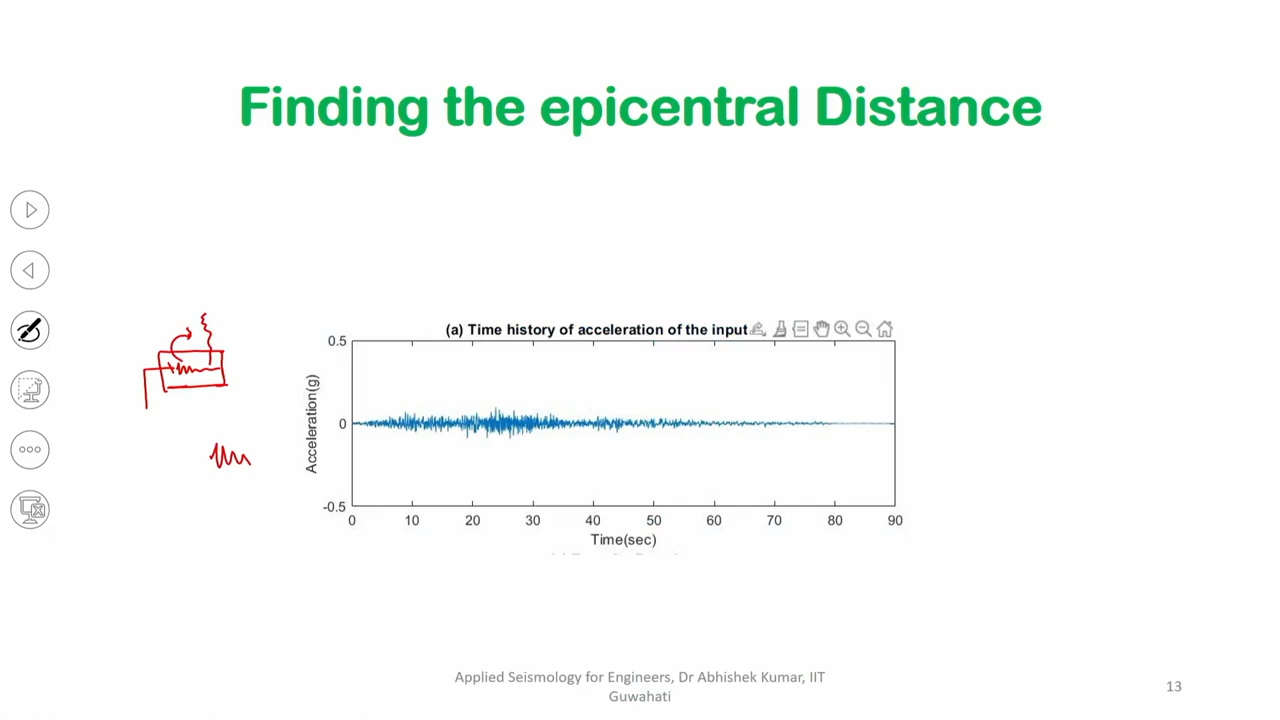 Finding the epicentral Distance
(a) Time history of acceleration of the input
0.5
0
-0.5
Acceleration(g)
0 10 20 30 40 50 60 70 80 90
Time(sec)
Applied Seismology for Engineers, Dr Abhishek Kumar, IIT
Guwahati
13